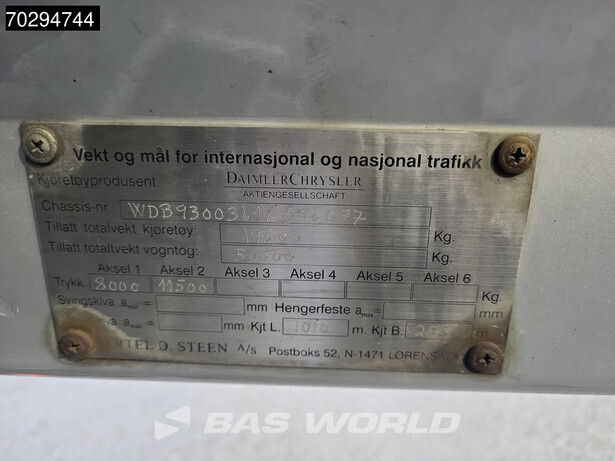 70294744
Vekt og mål for internasjonal og nasjonal trafikk
Kjøretøyprodusent. DAIMLERCHRYSLER
AKTIENGESELLSCHAFT
Chassis-nr.:
Tillatt totalvekt kjøretøy: Kg.
Tillatt totalvekt vogntog: Kg.
Aksel 1 Aksel 2 Aksel 3 Aksel 4 Aksel 5 Aksel 6
Trykk: 8000 11500 Kg.
Svingskiva a = mm Hengerfeste a = mm
mm Kjt L. 1010 m. Kjt B. m
D. STEEN A/s Postboks 52, N-1471
BAS WORLD